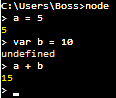 C:\Users\Boss>node
> a = 5
5
> var b = 10
undefined
> a + b
15
>